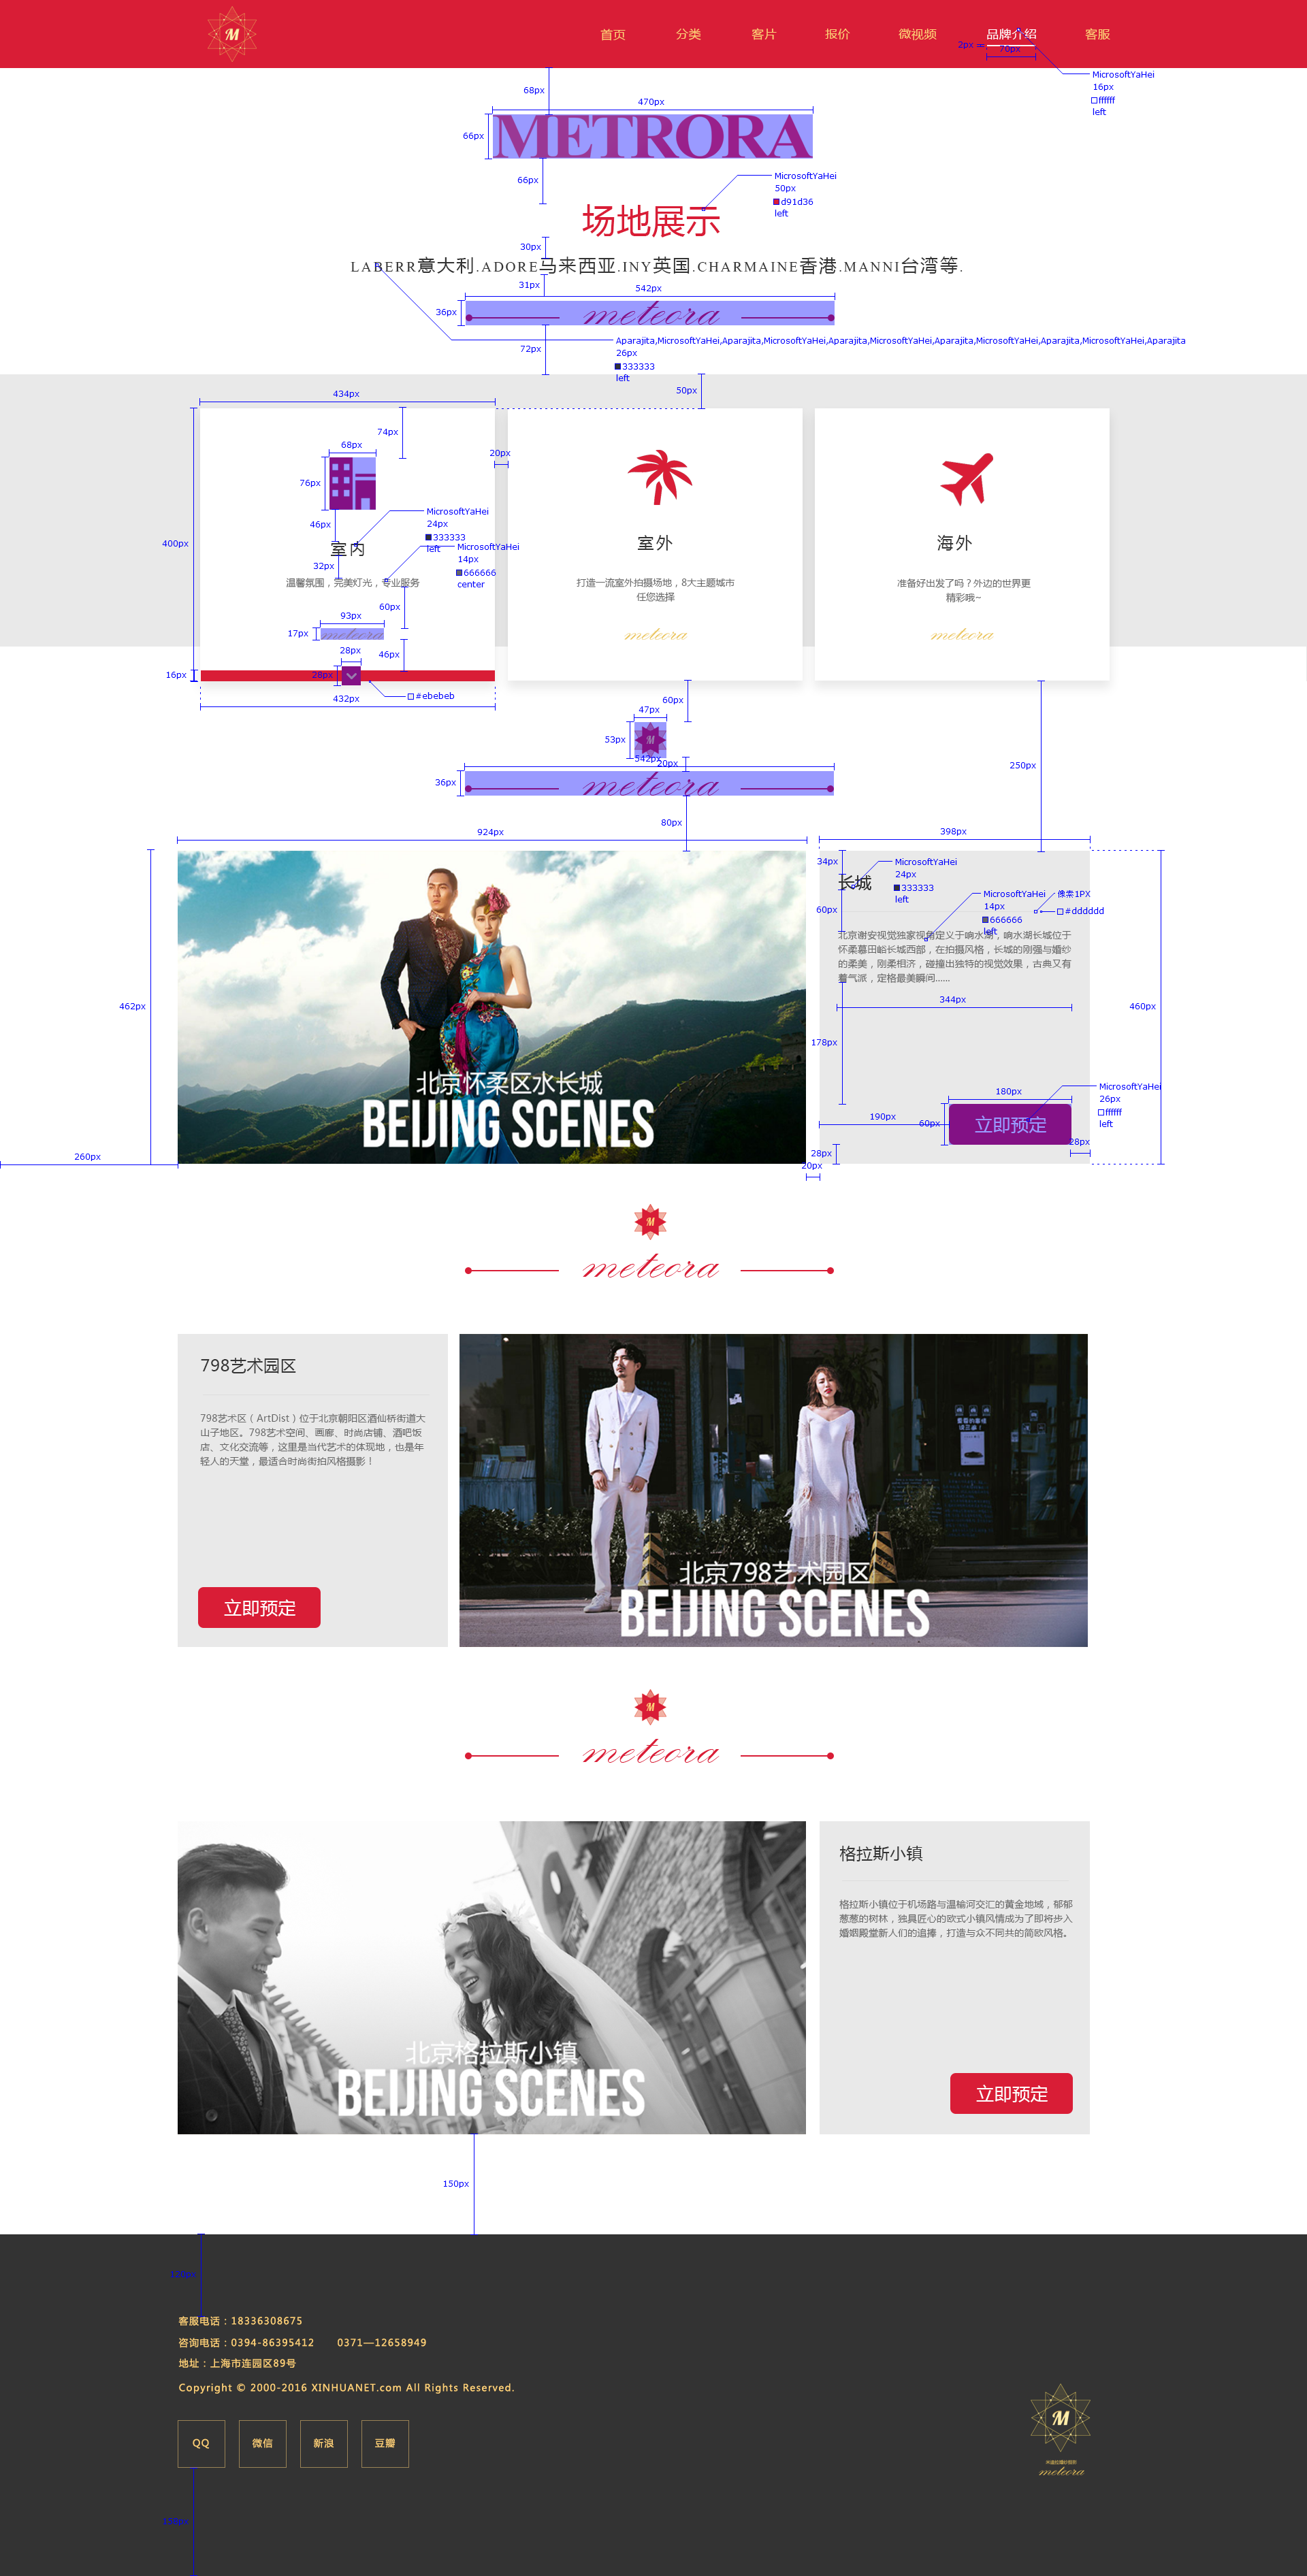 M
首页
分类
客片
报价
微视频
品牌介绍
客服
2px
70px
MicrosoftYaHei
16px
ffffff
left
68px
470px
66px
METRORA
66px
MicrosoftYaHei
50px
d91d36
left
场地展示
30px
LABERR意大利.ADORE马来西亚.INY英国.CHARMAINE香港.MANNI台湾等.
31px
542px
36px
meteora
72px
Aparajita,MicrosoftYaHei,Aparajita,MicrosoftYaHei,Aparajita,MicrosoftYaHei,Aparajita,MicrosoftYaHei,Aparajita,MicrosoftYaHei,Aparajita
26px
333333
left
50px
434px
74px
68px
20px
76px
MicrosoftYaHei
24px
333333
left
46px
400px
室内
MicrosoftYaHei
14px
666666
center
32px
温馨氛围，完美灯光，专业服务
60px
93px
17px
meteora
28px
46px
16px
28px
#ebebeb
432px
室外
打造一流室外拍摄场地，8大主题城市
任您选择
meteora
海外
准备好出发了吗？外边的世界更
精彩哦~
meteora
60px
47px
53px
M
542px
20px
250px
36px
meteora
80px
924px
398px
34px
MicrosoftYaHei
24px
333333
left
长城
60px
MicrosoftYaHei
14px
666666
left
像素1PX
#dddddd
北京谢安视觉独家视角定义于响水湖，响水湖长城位于
怀柔慕田峪长城西部，在拍摄风格，长城的刚强与婚纱
的柔美，刚柔相济，碰撞出独特的视觉效果，古典又有
着气派，定格最美瞬间......
344px
462px
460px
178px
北京怀柔区水长城
BEIJING SCENES
180px
MicrosoftYaHei
26px
ffffff
left
190px
60px
立即预定
28px
28px
20px
260px
M
meteora
798艺术园区
798艺术区（ArtDist）位于北京朝阳区酒仙桥街道大
山子地区。798艺术空间、画廊、时尚店铺、酒吧饭
店、文化交流等，这里是当代艺术的体现地，也是年
轻人的天堂，最适合时尚街拍风格摄影！
立即预定
北京798艺术园区
BEIJING SCENES
M
meteora
北京格拉斯小镇
BEIJING SCENES
格拉斯小镇
格拉斯小镇位于机场路与温榆河交汇的黄金地域，郁郁
葱葱的树林，独具匠心的欧式小镇风情成为了即将步入
婚姻殿堂新人们的追捧，打造与众不同共的简欧风格。
立即预定
150px
120px
客服电话：18336308675
咨询电话：0394-86395412 0371—12658949
地址：上海市连园区89号
Copyright © 2000-2016 XINHUANET.com All Rights Reserved.
QQ
微信
新浪
豆瓣
M
meteora
159px